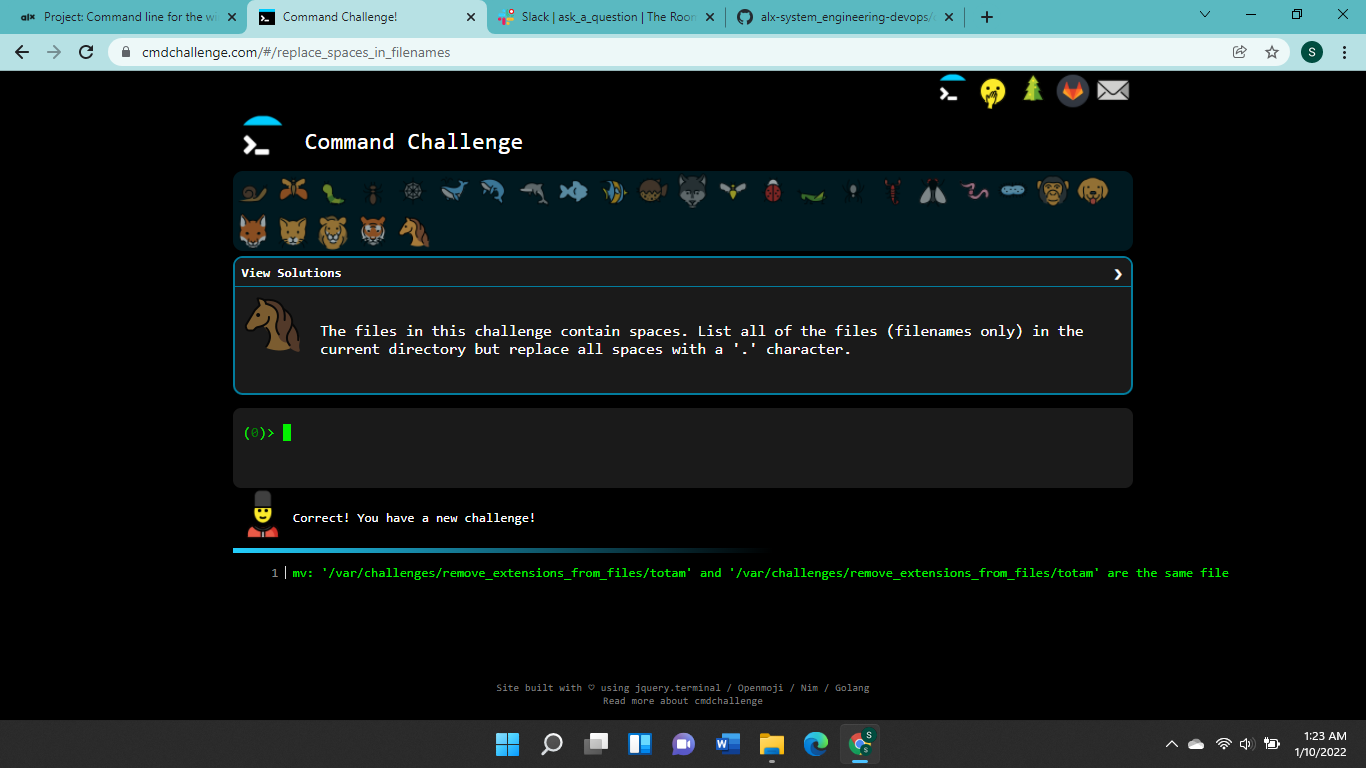 alx Project: Command line for the wi
Command Challenge!
Slack | ask_a_question | The Room
alx-system_engineering-devops/
cmdchallenge.com/#/replace_spaces_in_filenames
S
Command Challenge
View Solutions
The files in this challenge contain spaces. List all of the files (filenames only) in the
current directory but replace all spaces with a '.' character.
(0)>
Correct! You have a new challenge!
1 mv: '/var/challenges/remove_extensions_from_files/totam' and '/var/challenges/remove_extensions_from_files/totam' are the same file
Site built with ♡ using jquery.terminal / Openmoji / Nim / Golang
Read more about cmdchallenge
1:23 AM
1/10/2022